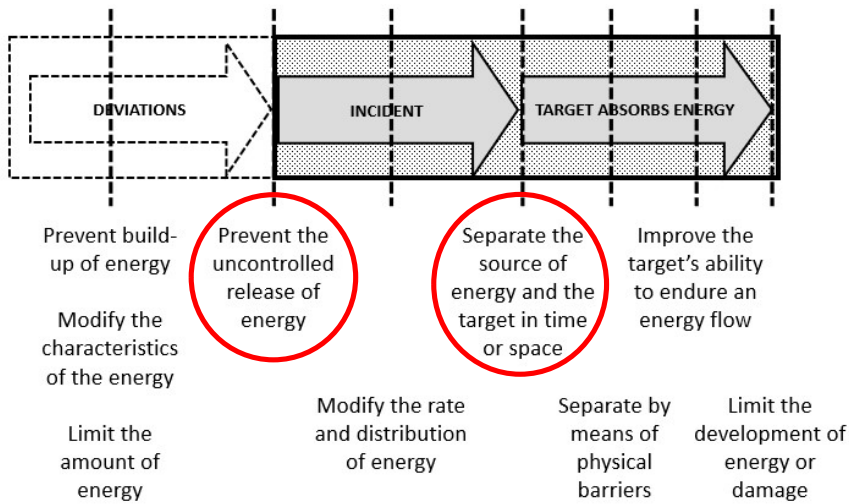 DEVIATIONS
INCIDENT
TARGET ABSORBS ENERGY
Prevent build-
up of energy
Modify the
characteristics
of the energy
Limit the
amount of
energy
Prevent the
uncontrolled
release of
energy
Modify the rate
and distribution
of energy
Separate the
source of
energy and the
target in time
or space
Separate by
means of
physical
barriers
Improve the
target’s ability
to endure an
energy flow
Limit the
development of
energy or
damage